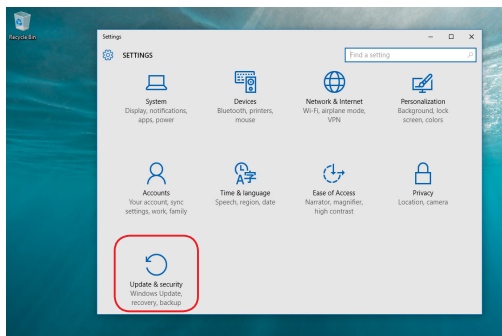 Recycle Bin
Settings
SETTINGS
Find a setting
System
Display, notifications,
apps, power
Devices
Bluetooth, printers,
mouse
Network & Internet
Wi-Fi, airplane mode,
VPN
Personalization
Background, lock
screen, colors
Accounts
Your account, sync
settings, work, family
Time & language
Speech, region, date
Ease of Access
Narrator, magnifier,
high contrast
Privacy
Location, camera
Update & security
Windows Update,
recovery, backup